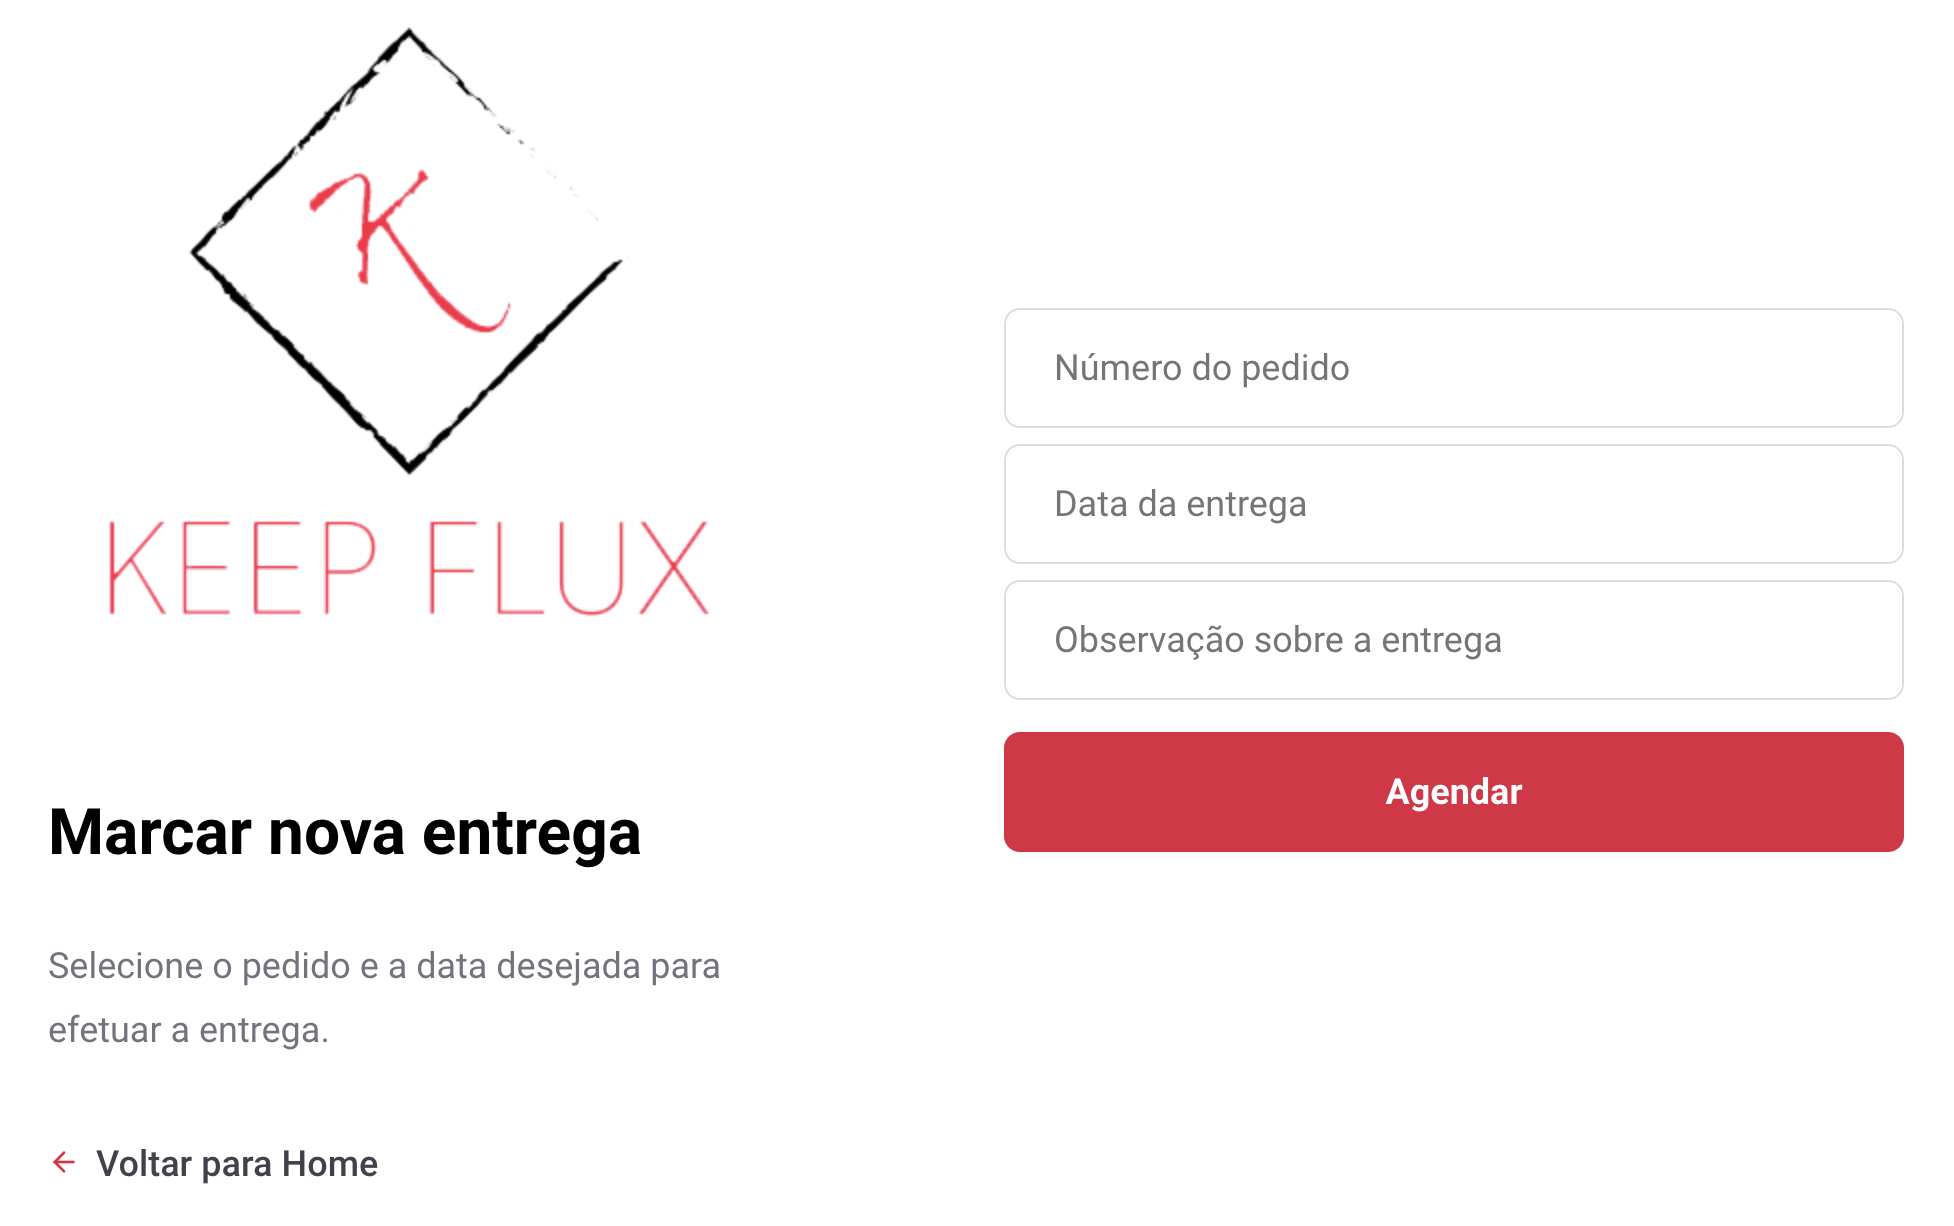 K
KEEP FLUX
Marcar nova entrega
Selecione o pedido e a data desejada para
efetuar a entrega.
Voltar para Home
Número do pedido
Data da entrega
Observação sobre a entrega
Agendar